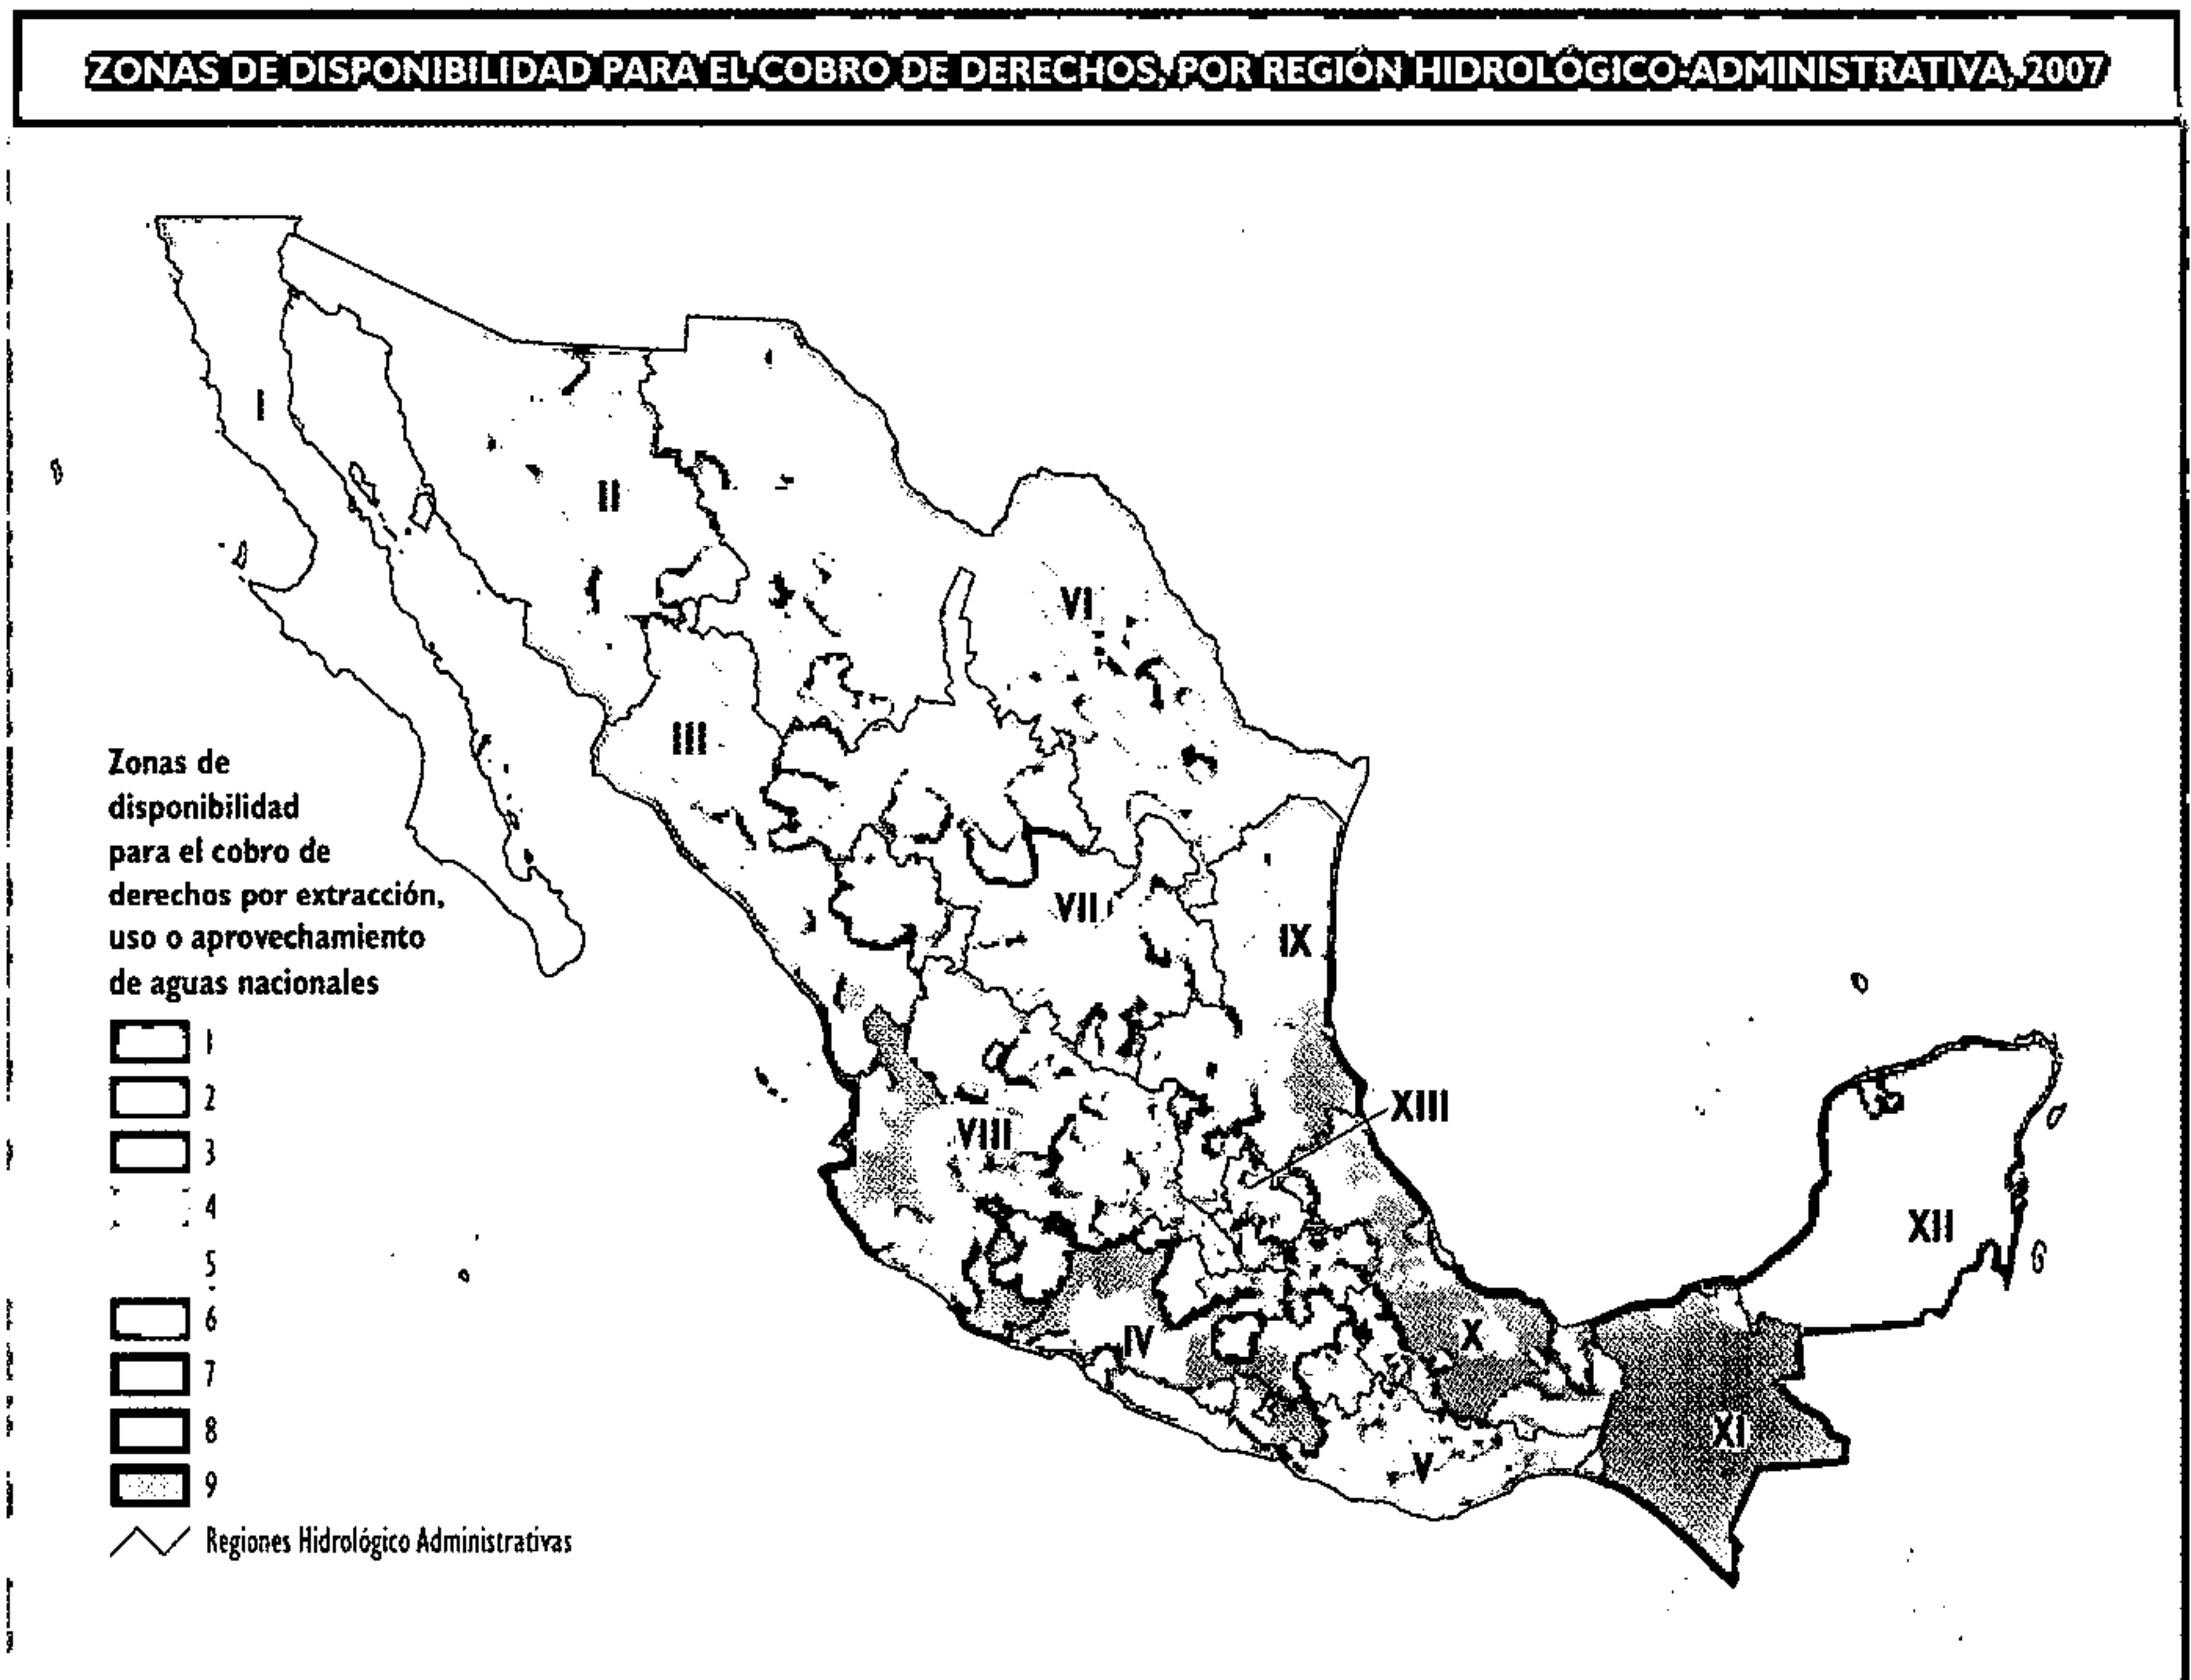 ZONAS DE DISPONIBILIDAD PARA EL COBRO DE DERECHOS, POR REGIÓN HIDROLÓGICO-ADMINISTRATIVA, 2007
I
II
VI
III
Zonas de
disponibilidad
para el cobro de
derechos por extracción,
uso o aprovechamiento
de aguas nacionales
VII
IX
1
2
3
4
5
6
7
8
9
XIII
VIII
XII
IV
X
XI
V
Regiones Hidrológico Administrativas